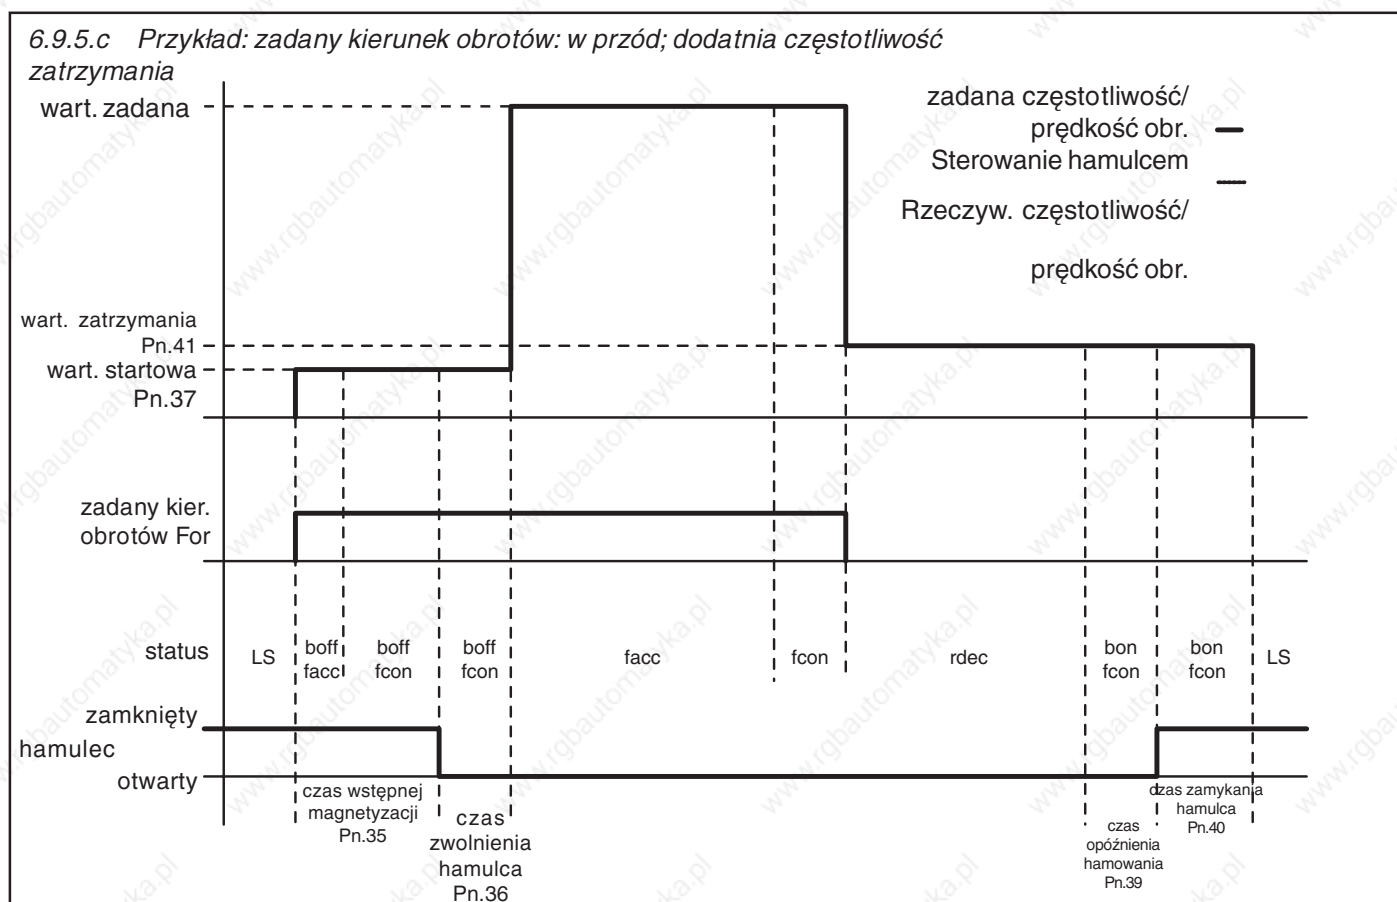 6.9.5.c Przykład: zadany kierunek obrotów: w przód; dodatnia częstotliwość
zatrzymania
wart. zadana
zadana częstotliwość/
prędkość obr.
Sterowanie hamulcem
Rzeczyw. częstotliwość/
prędkość obr.
wart. zatrzymania
Pn.41
wart. startowa
Pn.37
zadany kier.
obrotów For
status
LS
boff
facc
boff
fcon
boff
fcon
facc
fcon
rdec
bon
fcon
bon
fcon
LS
zamknięty
hamulec
otwarty
czas wstępnej
magnetyzacji
Pn.35
czas
zwolnienia
hamulca
Pn.36
czas
opóźnienia
hamowania
Pn.39
czas zamykania
hamulca
Pn.40
www.rgbautomatyka.pl